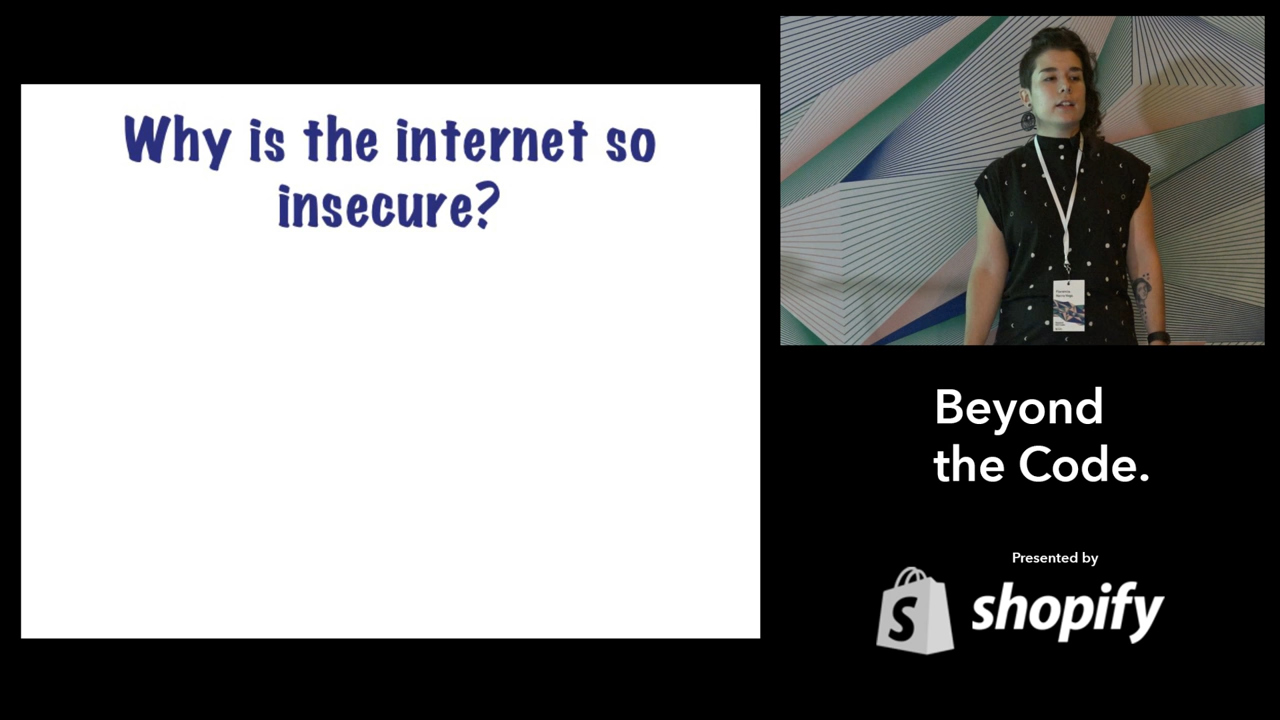 Why is the internet so
insecure?
Beyond
the Code.
Presented by
shopify